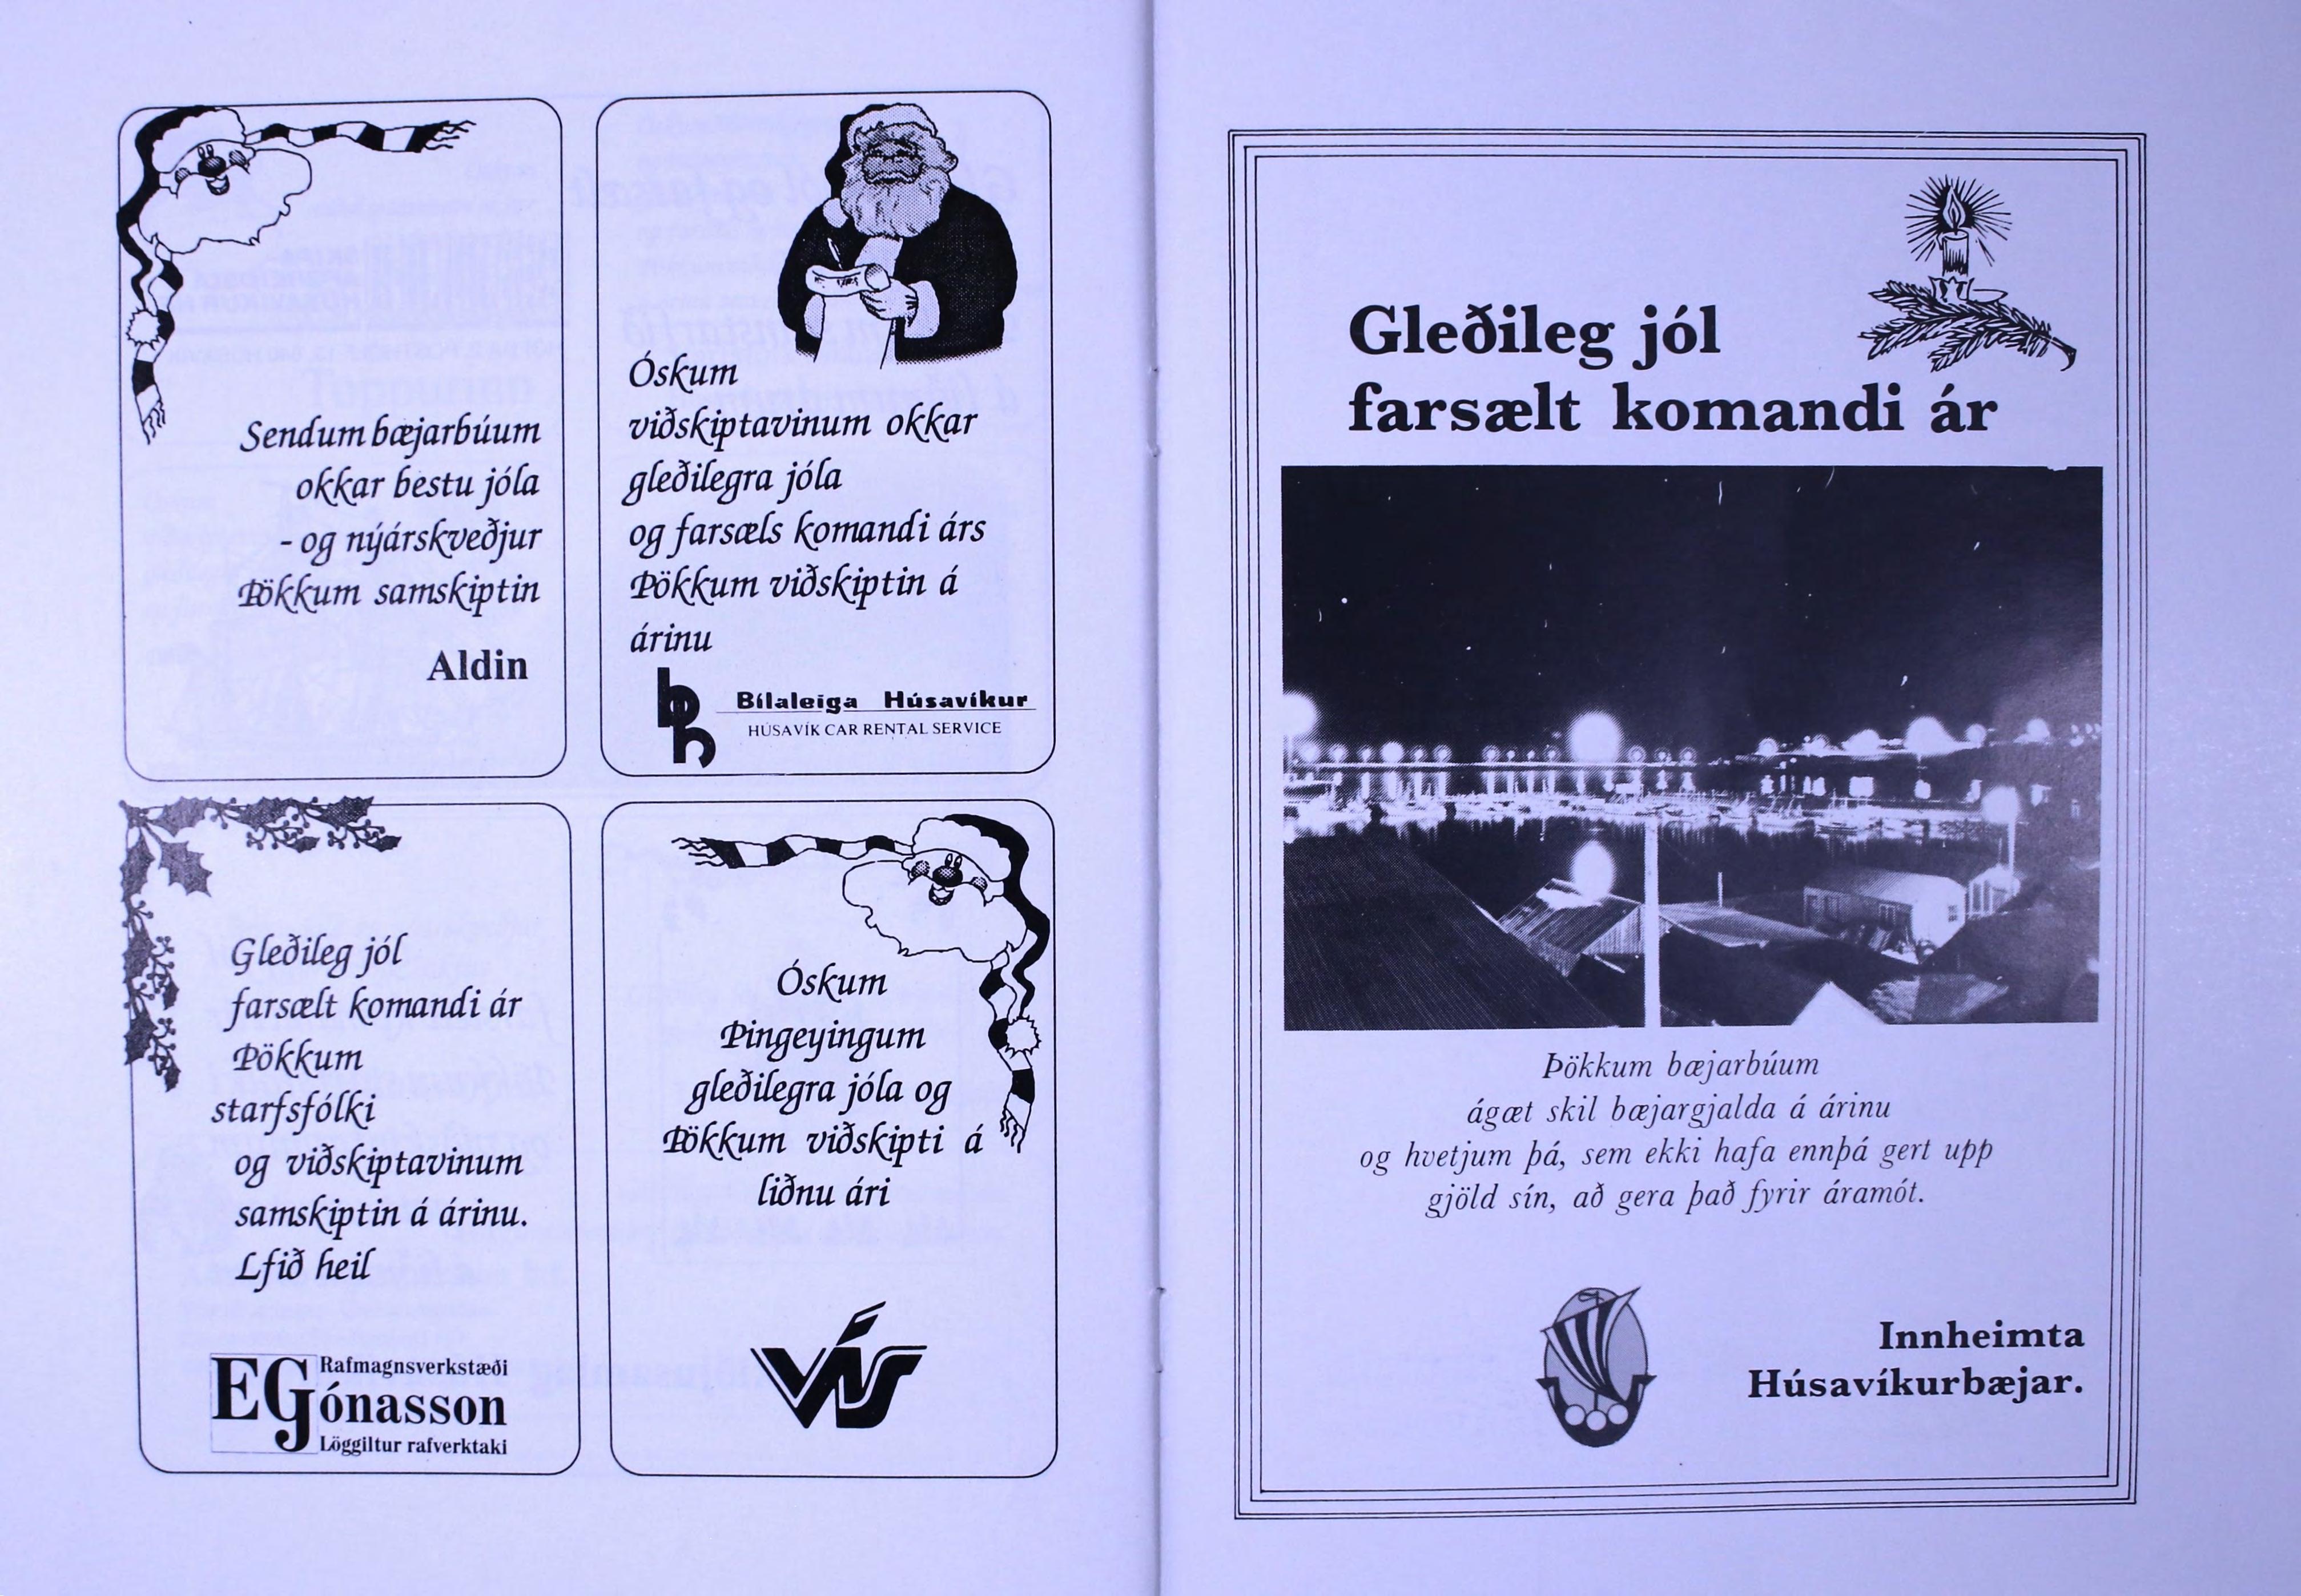 Sendum bæjarbúum
okkar bestu jóla
- og nýárskveðjur
Þökkum samskiptin
Aldin
Óskum
viðskiptavinum okkar
gleðilegra jóla
og farsæls komandi árs
Þökkum viðskiptin á
árinu
bh
Bílaleiga Húsavíkur
HÚSAVÍK CAR RENTAL SERVICE
Gleðileg jól
farsælt komandi ár
Þökkum
starfsfólki
og viðskiptavinum
samskiptin á árinu.
Lfið heil
Rafmagnsverkstæði
EG Jónasson
Löggiltur rafverktaki
Óskum
Þingeyingum
gleðilegra jóla og
Þökkum viðskipti á
liðnu ári
VÍS
Gleðileg jól
farsælt komandi ár
Þökkum bæjarbúum
ágæt skil bæjargjalda á árinu
og hvetjum þá, sem ekki hafa ennþá gert upp
gjöld sín, að gera það fyrir áramót.
Innheimta
Húsavíkurbæjar.